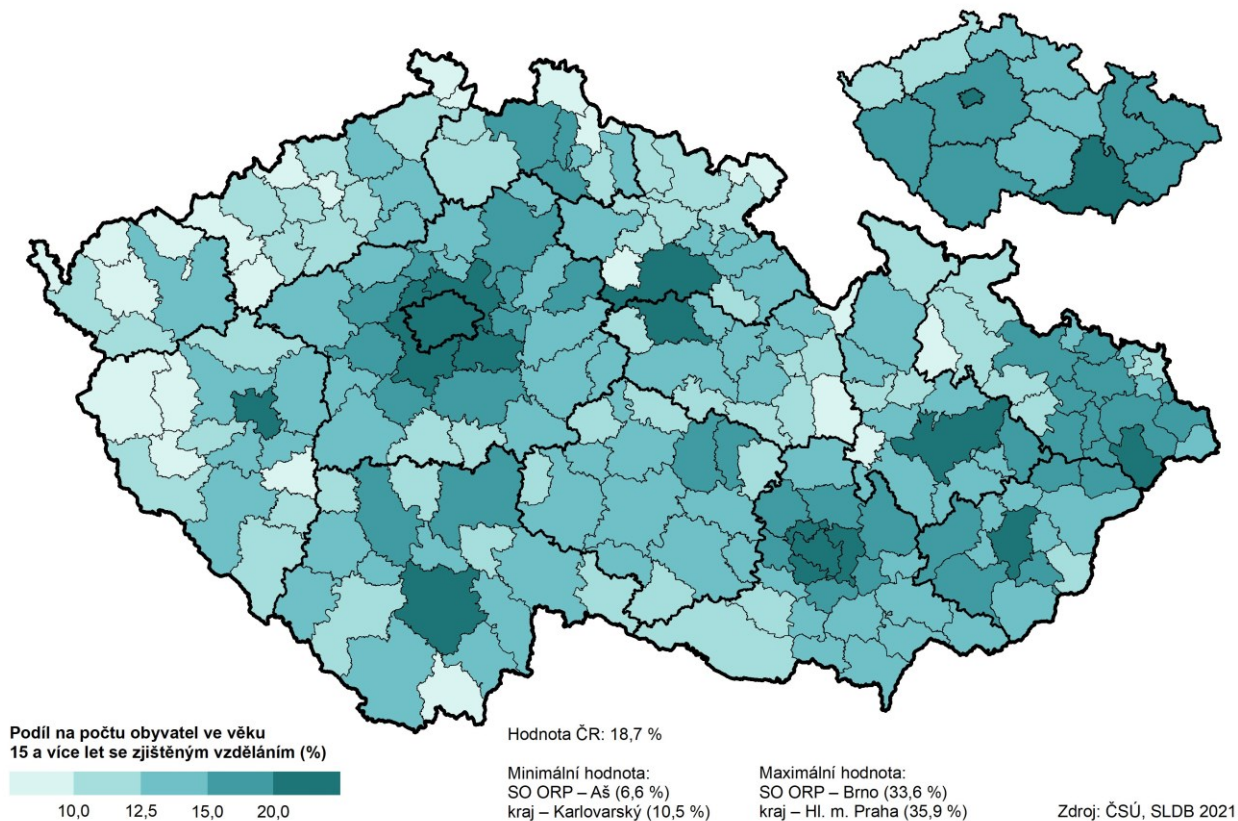 Podíl na počtu obyvatel ve věku
15 a více let se zjištěným vzděláním (%)
10,0 12,5 15,0 20,0
Hodnota ČR: 18,7 %
Minimální hodnota:
SO ORP – Aš (6,6 %)
kraj – Karlovarský (10,5 %)
Maximální hodnota:
SO ORP – Brno (33,6 %)
kraj – Hl. m. Praha (35,9 %)
Zdroj: ČSÚ, SLDB 2021